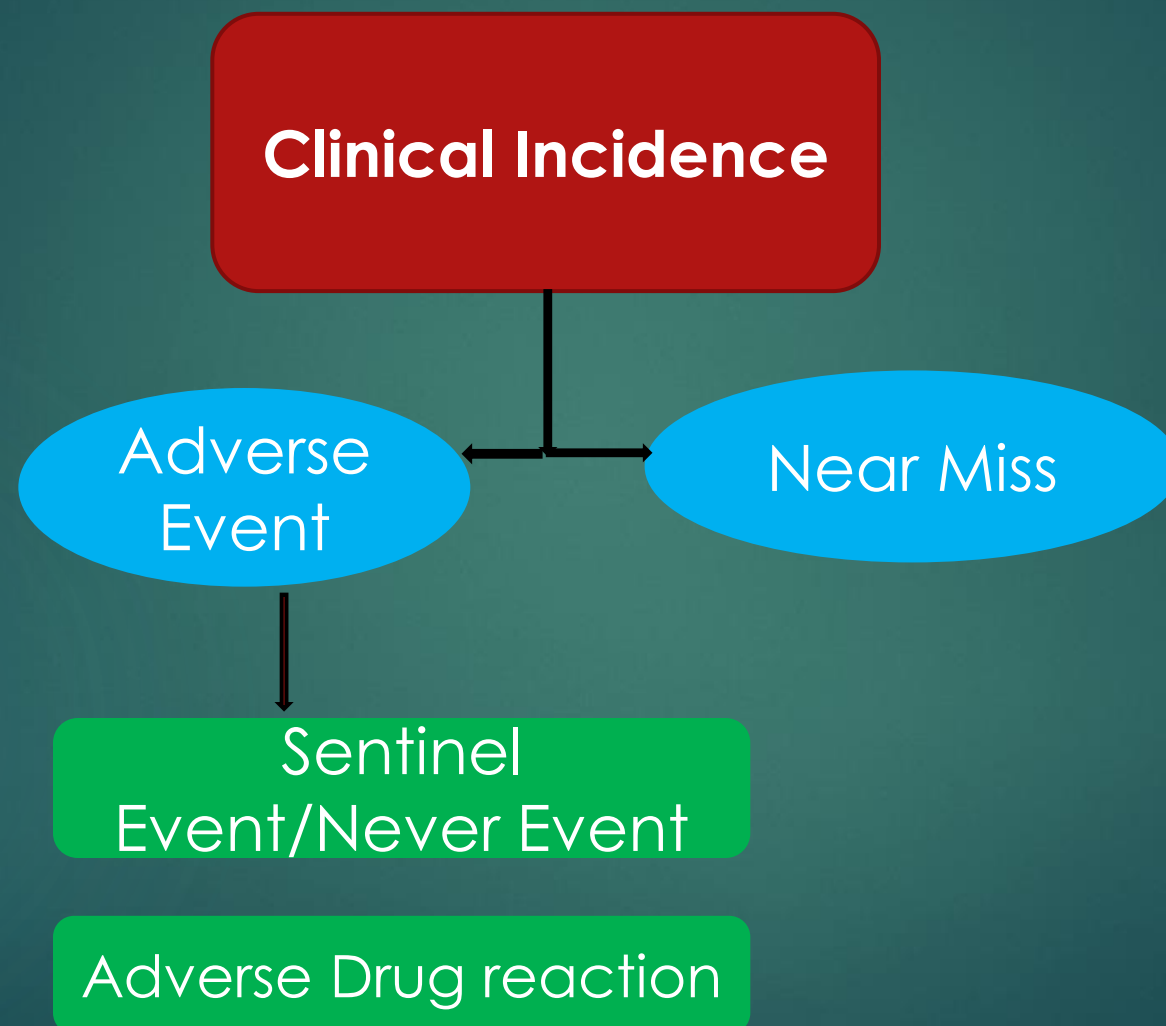 Clinical Incidence
Adverse
Event
Near Miss
Sentinel
Event/Never Event
Adverse Drug reaction